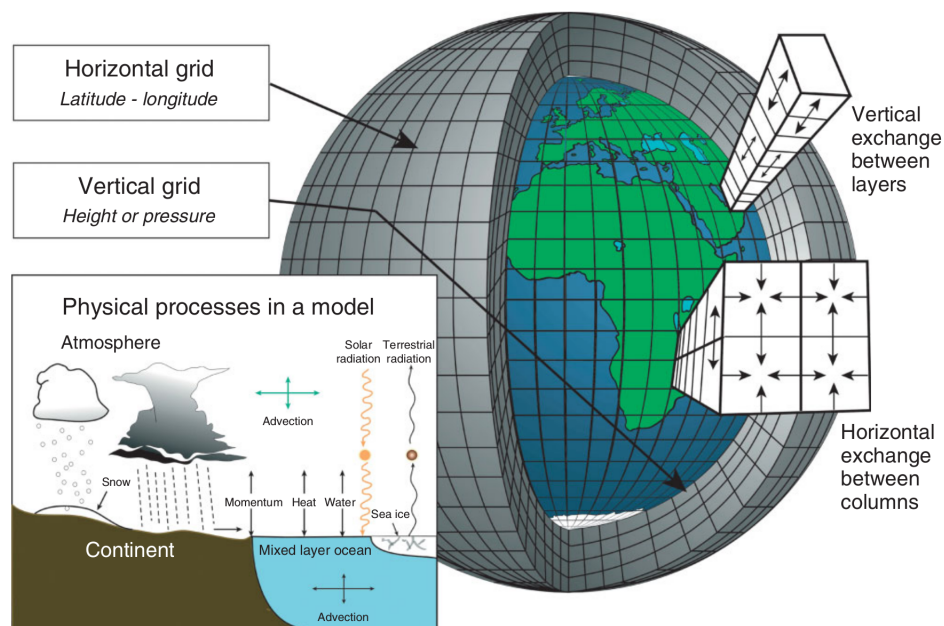 Horizontal grid
Latitude - longitude
Vertical grid
Height or pressure
Vertical
exchange
between
layers
Horizontal
exchange
between
columns
Physical processes in a model
Atmosphere
Solar
radiation
Terrestrial
radiation
Advection
Snow
Momentum
Heat
Water
Sea ice
Continent
Mixed layer ocean
Advection